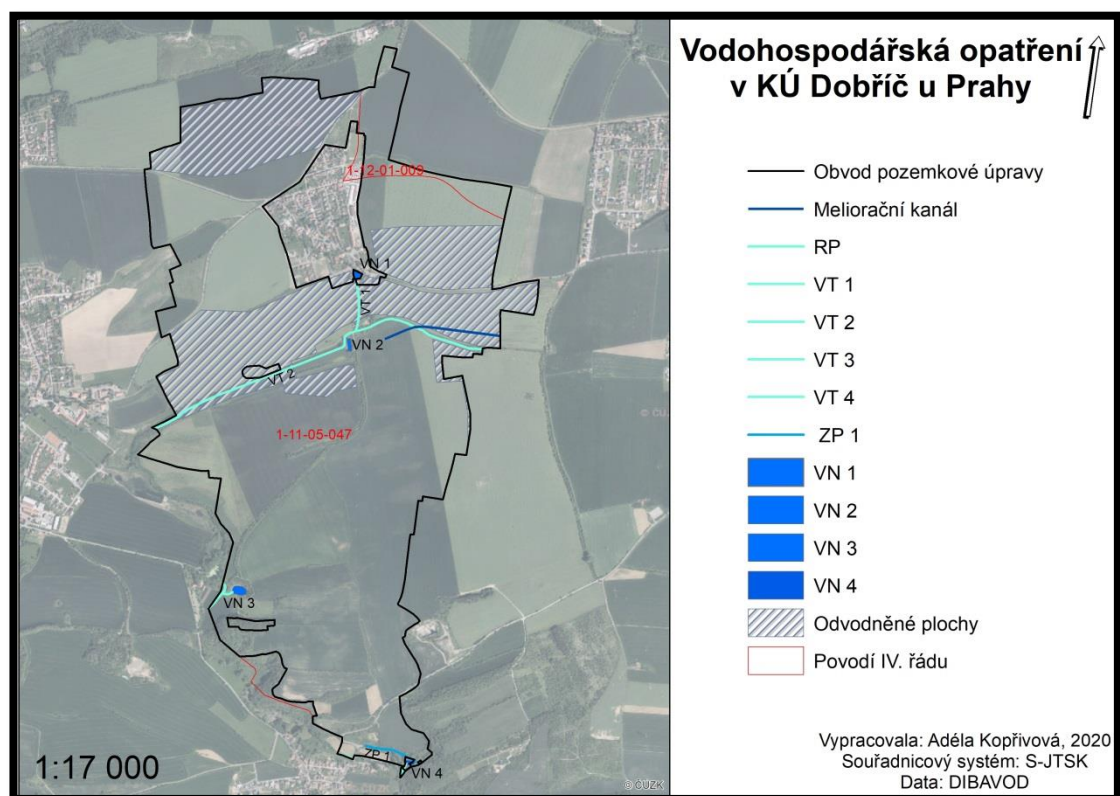 Vodohospodářská opatření
v KÚ Dobříč u Prahy
Obvod pozemkové úpravy
Meliorační kanál
RP
VT 1
VT 2
VT 3
VT 4
ZP 1
VN 1
VN 2
VN 3
VN 4
Odvodněné plochy
Povodí IV. řádu
Vypracovala: Adéla Kopřivová, 2020
Souřadnicový systém: S-JTSK
Data: DIBAVOD
1-12-01-009
VN 1
VT 1
VN 2
VT 2
1-11-05-047
VN 3
ZP 1
VN 4
1:17 000
© ČÚZK